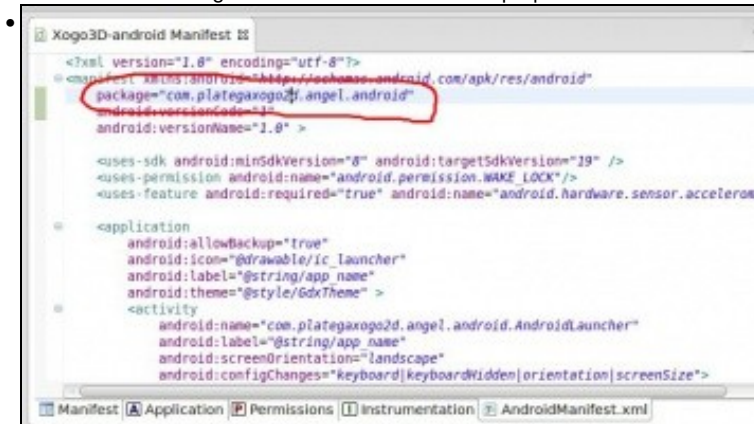 Xogo3D-android Manifest
<?xml version="1.0" encoding="utf-8"?>
<manifest xmlns:android="http://schemas.android.com/apk/res/android"
package="com.plategaxogo2d.angel.android"
android:versionCode="1"
android:versionName="1.0" >
<uses-sdk android:minSdkVersion="8" android:targetSdkVersion="19" />
<uses-permission android:name="android.permission.WAKE_LOCK"/>
<uses-feature android:required="true" android:name="android.hardware.sensor.accelerom
<application
android:allowBackup="true"
android:icon="@drawable/ic_launcher"
android:label="@string/app_name"
android:theme="@style/GdxTheme" >
<activity
android:name="com.plategaxogo2d.angel.android.AndroidLauncher"
android:label="@string/app_name"
android:screenOrientation="landscape"
android:configChanges="keyboard|keyboardHidden|orientation|screenSize">
Manifest A Application P Permissions I Instrumentation AndroidManifest.xml